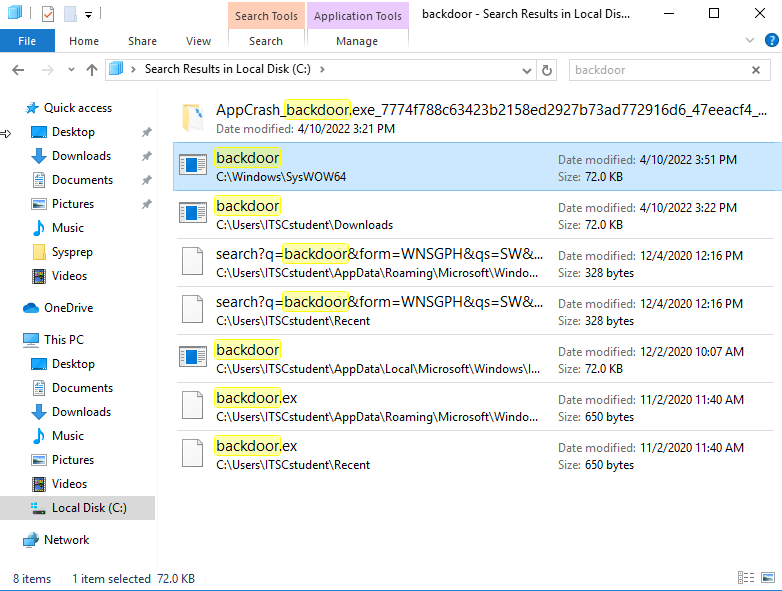 Search Tools
Application Tools
backdoor - Search Results in Local Dis...
File
Home
Share
View
Search
Manage
Search Results in Local Disk (C:)
backdoor
Quick access
Desktop
Downloads
Documents
Pictures
Music
Sysprep
Videos
OneDrive
This PC
Desktop
Documents
Downloads
Music
Pictures
Videos
Local Disk (C:)
Network
AppCrash_backdoor.exe_7774f788c63423b2158ed2927b73ad772916d6_47eeacf4_...
Date modified: 4/10/2022 3:21 PM
backdoor
Date modified: 4/10/2022 3:51 PM
C:\Windows\SysWOW64
Size: 72.0 KB
backdoor
Date modified: 4/10/2022 3:22 PM
C:\Users\ITSCstudent\Downloads
Size: 72.0 KB
search?q=backdoor&form=WNSGPH&qs=SW&...
Date modified: 12/4/2020 12:16 PM
C:\Users\ITSCstudent\AppData\Roaming\Microsoft\Windo...
Size: 328 bytes
search?q=backdoor&form=WNSGPH&qs=SW&...
Date modified: 12/4/2020 12:16 PM
C:\Users\ITSCstudent\Recent
Size: 328 bytes
backdoor
Date modified: 12/2/2020 10:07 AM
C:\Users\ITSCstudent\AppData\Local\Microsoft\Windows\I...
Size: 72.0 KB
backdoor.ex
Date modified: 11/2/2020 11:40 AM
C:\Users\ITSCstudent\AppData\Roaming\Microsoft\Windo...
Size: 650 bytes
backdoor.ex
Date modified: 11/2/2020 11:40 AM
C:\Users\ITSCstudent\Recent
Size: 650 bytes
8 items
1 item selected 72.0 KB